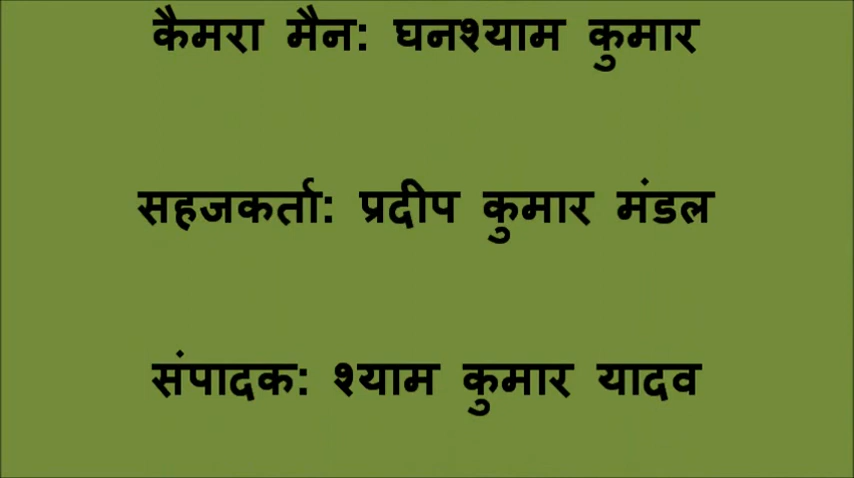 कैमरा मैन: घनश्याम कुमार
सहजकर्ता: प्रदीप कुमार मंडल
संपादक: श्याम कुमार यादव